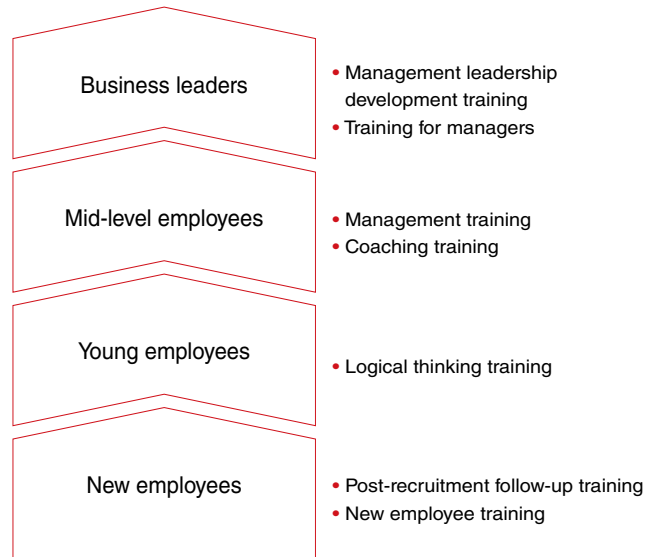 Business leaders
• Management leadership
development training
• Training for managers
Mid-level employees
• Management training
• Coaching training
Young employees
• Logical thinking training
New employees
• Post-recruitment follow-up training
• New employee training